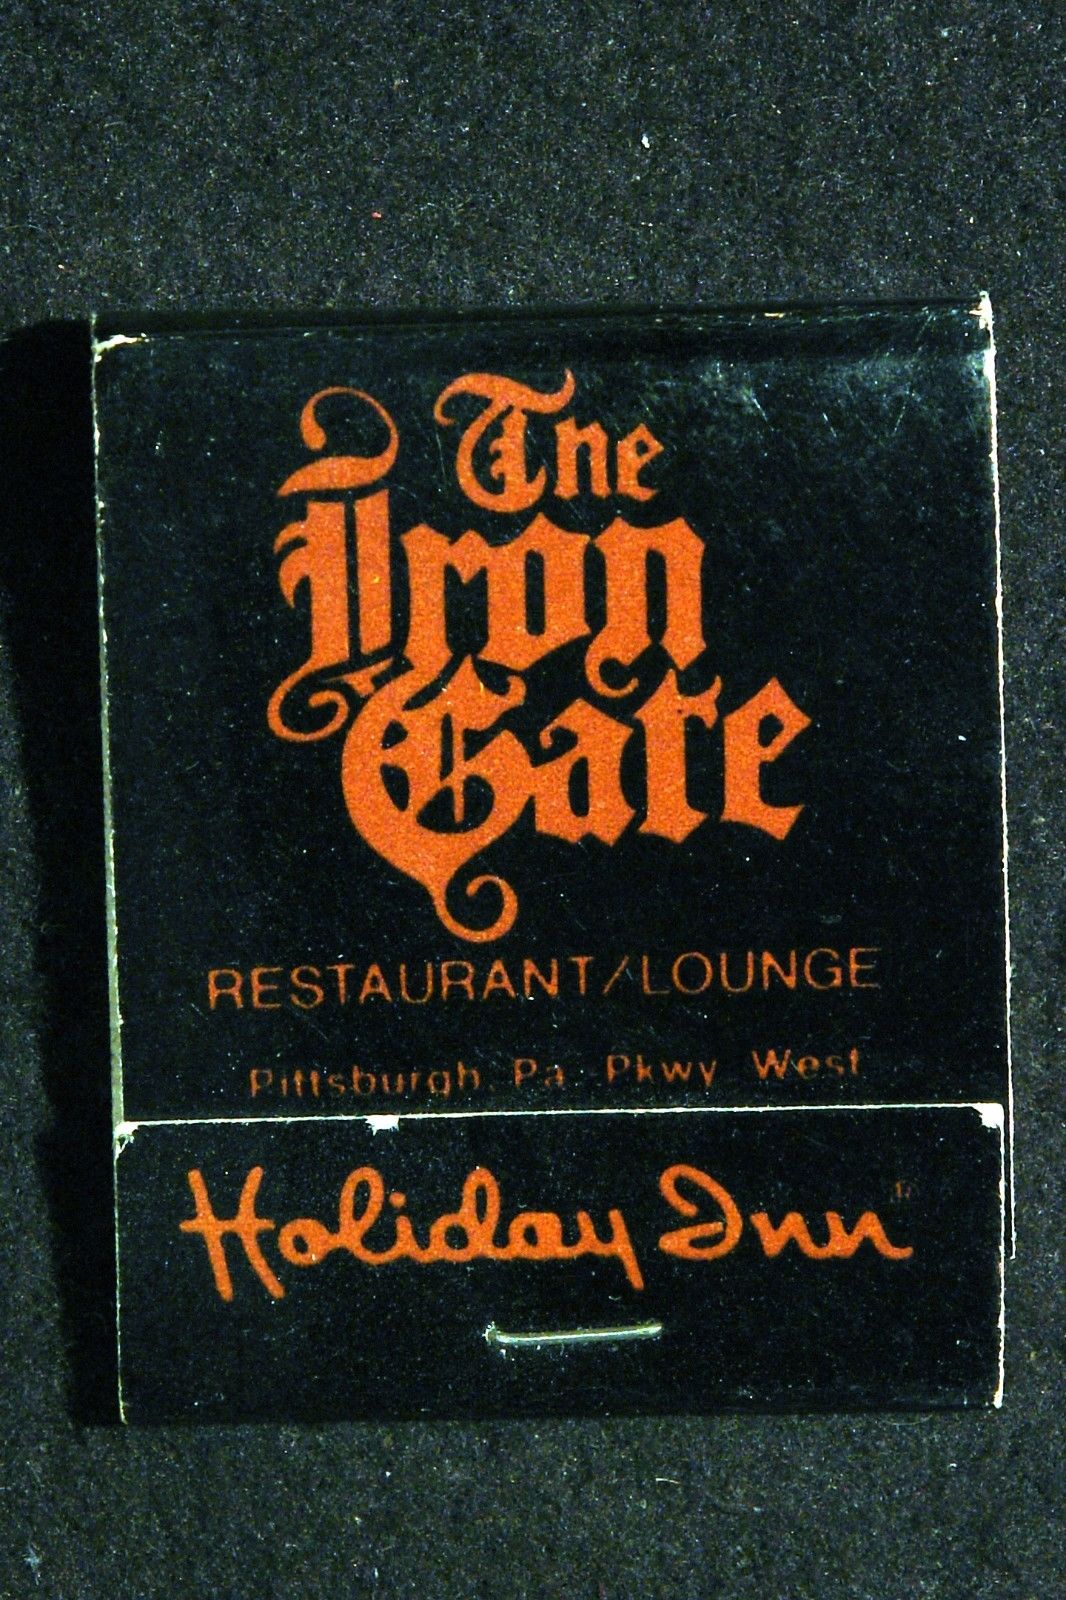 The
Iron
Gate
RESTAURANT/LOUNGE
Pittsburgh, Pa. Pkwy. West
Holiday Inn